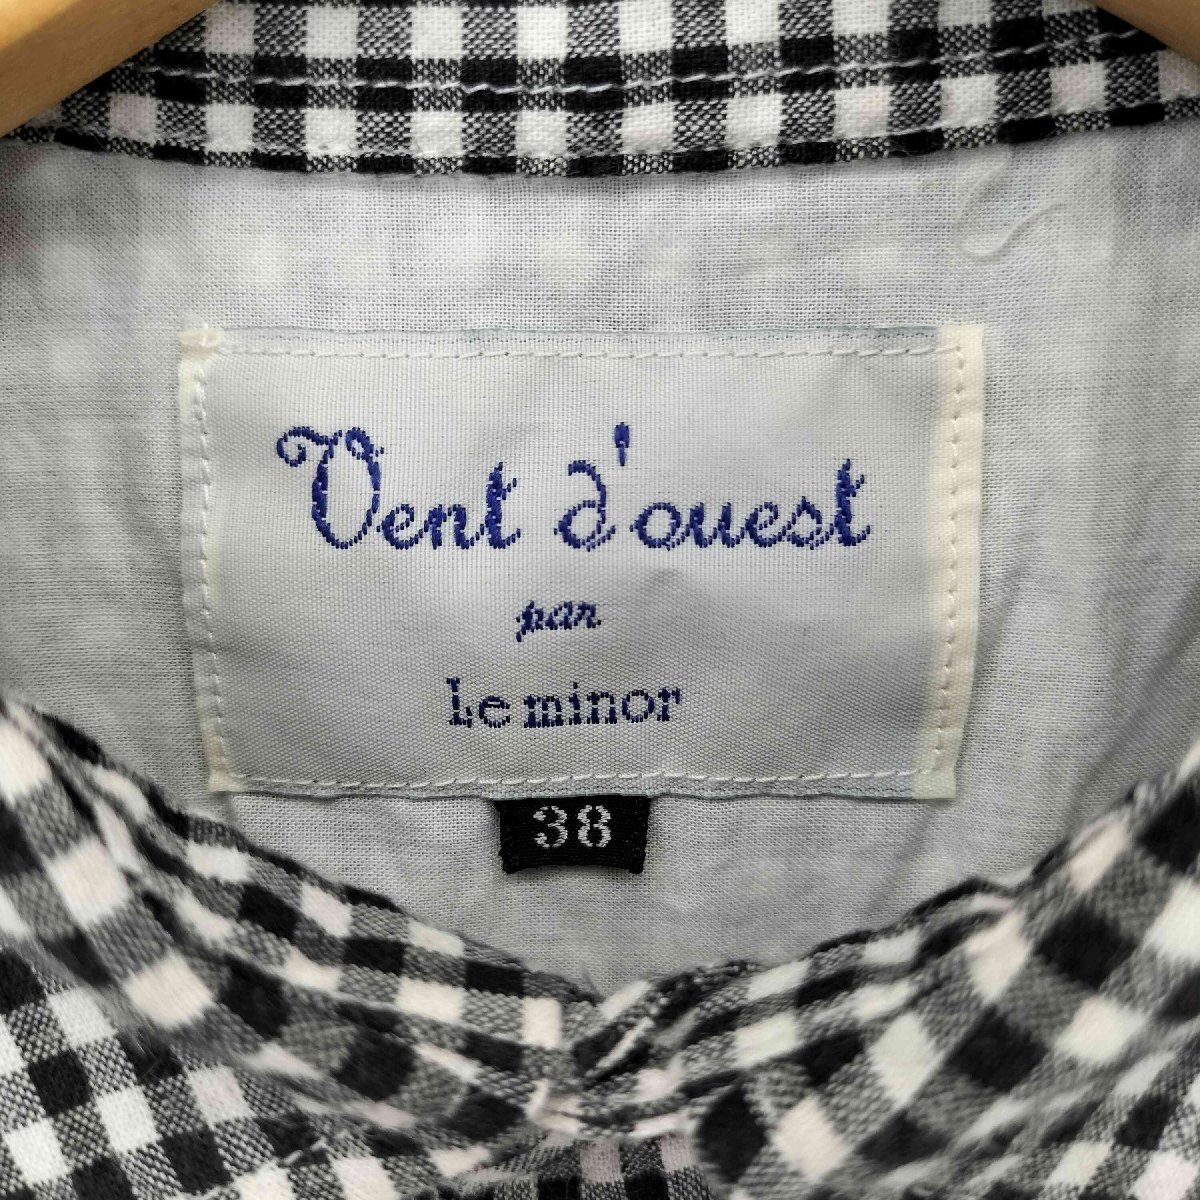 Vent d'ouest
par
Le minor
38